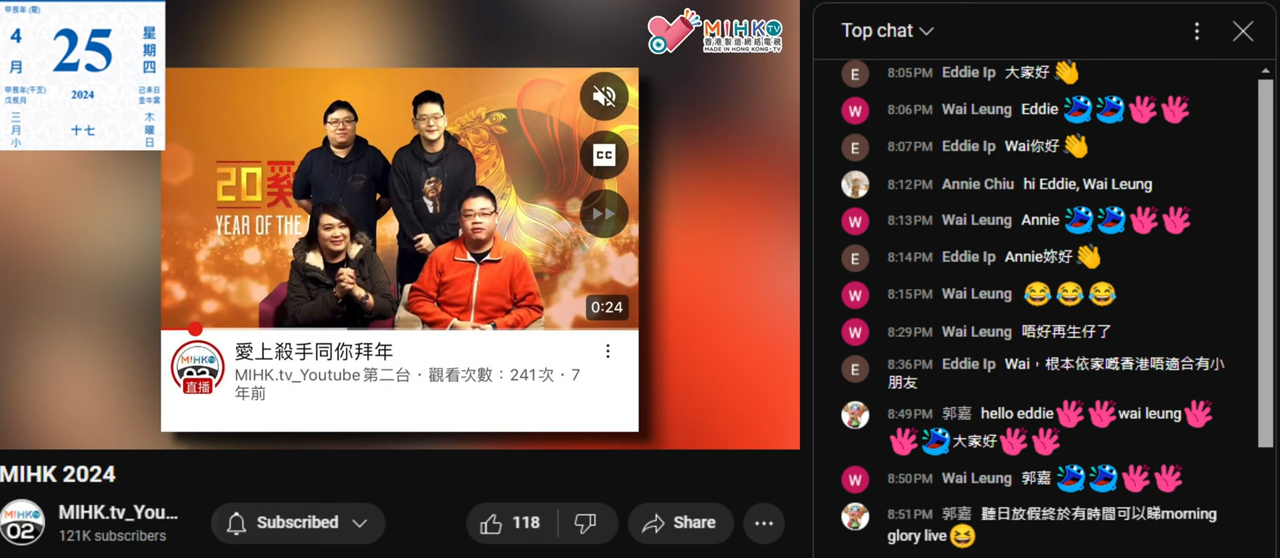 甲辰年(龍)
4月
25
星期四
甲辰年(干支)
戊辰月
2024
己未日
金牛宮
三月小
十七
木曜日
MIHK TV
香港製造網絡電視
MADE IN HONG KONG • TV
20
YEAR OF THE
CC
0:24
MIHK TV
02
直播
愛上殺手同你拜年
MIHK.tv_Youtube 第二台 · 觀看次數：241次 · 7
年前
MIHK 2024
MIHK TV
02
MIHK.tv_You...
121K subscribers
Subscribed
118
Share
Top chat
E 8:05 PM Eddie Ip 大家好👋
W 8:06 PM Wai Leung Eddie
E 8:07 PM Eddie Ip Wai你好👋
8:12 PM Annie Chiu hi Eddie, Wai Leung
W 8:13 PM Wai Leung Annie
E 8:14 PM Eddie Ip Annie妳好👋
W 8:15 PM Wai Leung 😂😂😂
W 8:29 PM Wai Leung 唔好再生仔了
E 8:36 PM Eddie Ip Wai，根本依家嘅香港唔適合有小
朋友
8:49 PM 郭嘉 hello eddie wai leung
大家好
W 8:50 PM Wai Leung 郭嘉
8:51 PM 郭嘉 聽日放假終於有時間可以睇morning
glory live😆